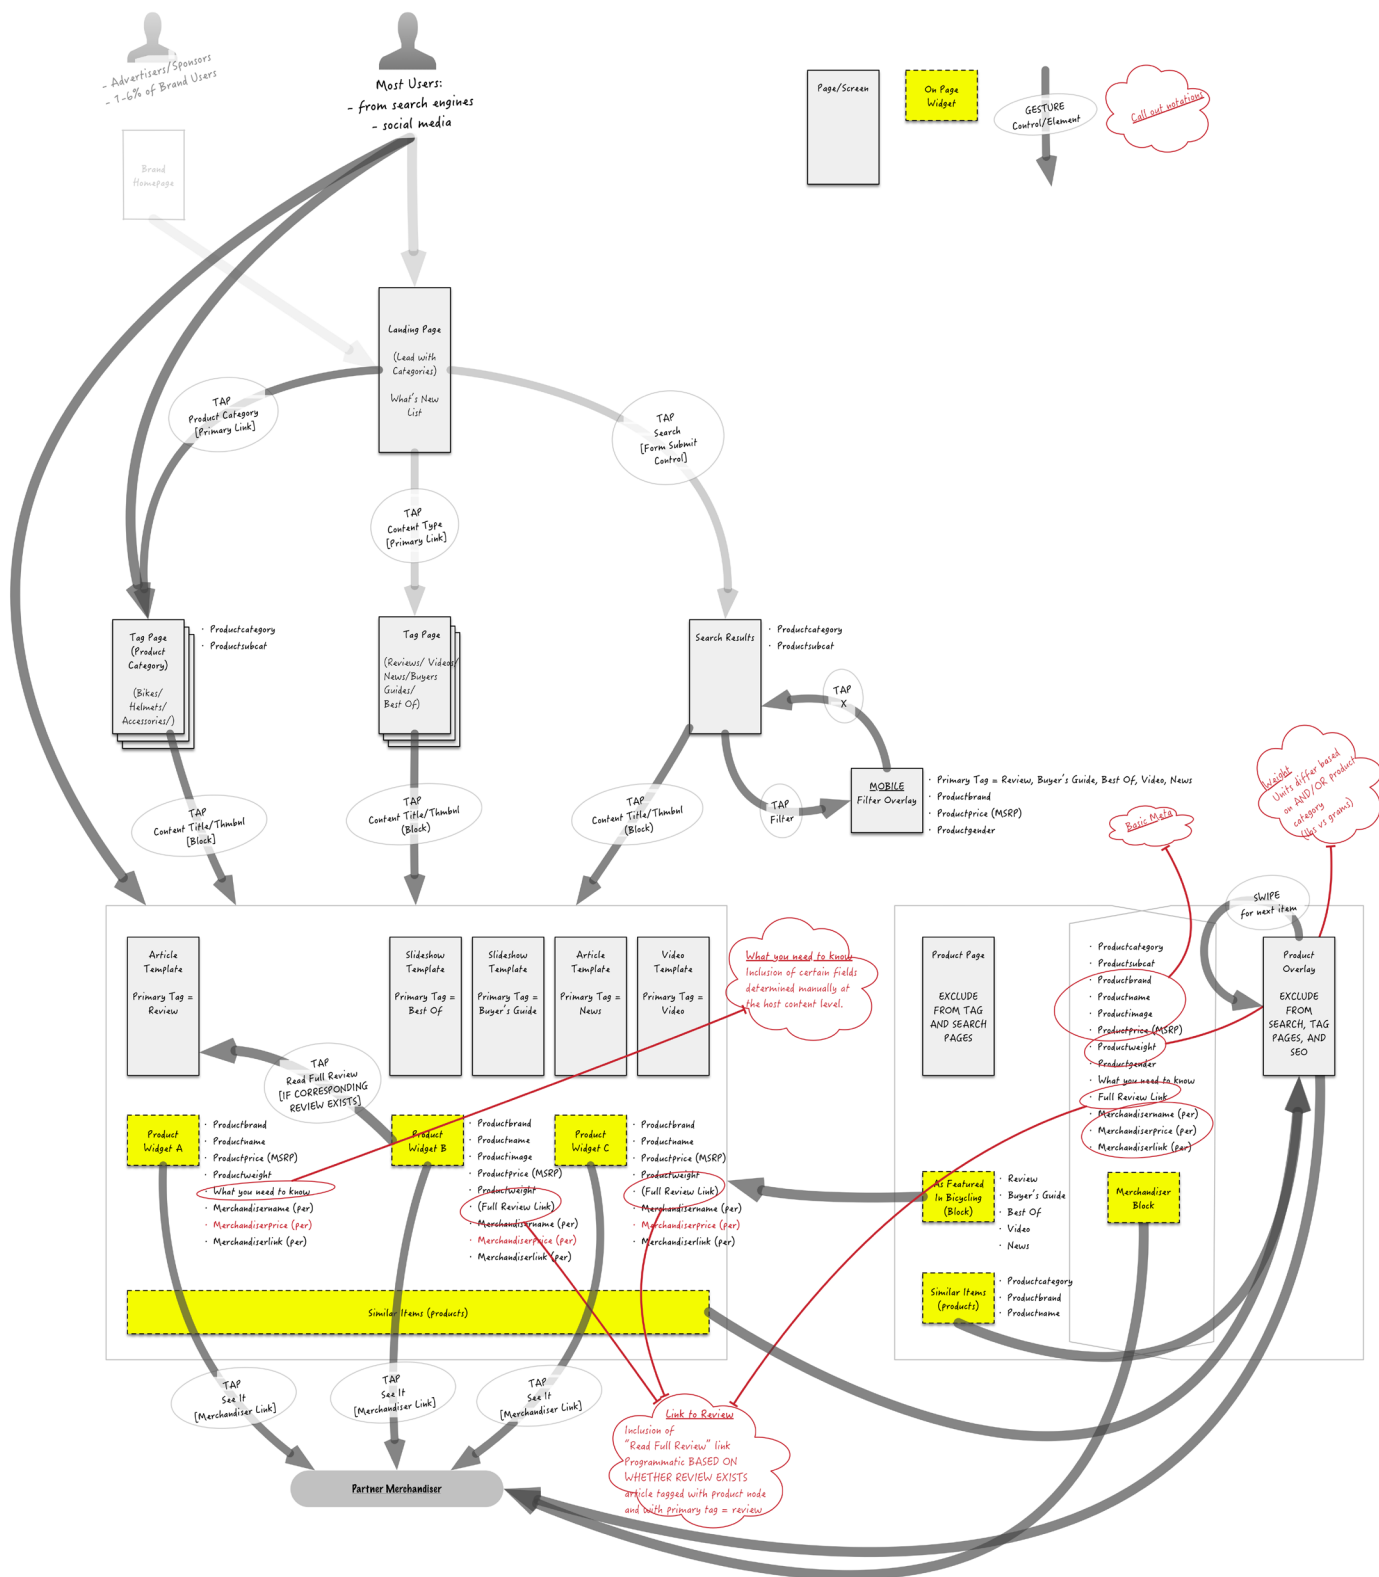 - Advertisers/Sponsors
- 1-6% of Brand Users
Most Users:
- from search engines
- social media
Page/Screen
On Page
Widget
GESTURE
Control/Element
Call out notations
Brand
Homepage
Landing Page
(Lead with
Categories)
What's New
List
TAP
Product Category
[Primary Link]
TAP
Search
[Form Submit
Control]
TAP
Content Type
[Primary Link]
Tag Page
(Product
Category)
(Bikes/
Helmets/
Accessories/)
· Productcategory
· Productsubcat
Tag Page
(Reviews/ Videos/
News/Buyers
Guides/
Best Of)
Search Results
· Productcategory
· Productsubcat
TAP
X
MOBILE
Filter Overlay
· Primary Tag = Review, Buyer's Guide, Best Of, Video, News
· Productbrand
· Productprice (MSRP)
· Productgender
TAP
Filter
TAP
Content Title/Thmbnl
[Block]
TAP
Content Title/Thmbnl
(Block)
TAP
Content Title/Thmbnl
(Block)
Weight
Units differ based
on AND/OR product
category
(lbs vs grams)
Basic Meta
SWIPE
for next item
Article
Template
Primary Tag =
Review
Slideshow
Template
Primary Tag =
Best Of
Slideshow
Template
Primary Tag =
Buyer's Guide
Article
Template
Primary Tag =
News
Video
Template
Primary Tag =
Video
What you need to know
Inclusion of certain fields
determined manually at
the host content level.
Product Page
EXCLUDE
FROM TAG
AND SEARCH
PAGES
· Productcategory
· Productsubcat
· Productbrand
· Productname
· Productimage
· Productprice (MSRP)
· Productweight
· Productgender
· What you need to know
· Full Review Link
· Merchandisername (per)
· Merchandiserprice (per)
· Merchandiserlink (per)
Product
Overlay
EXCLUDE
FROM
SEARCH, TAG
PAGES, AND
SEO
TAP
Read Full Review
[IF CORRESPONDING
REVIEW EXISTS]
Product
Widget A
· Productbrand
· Productname
· Productprice (MSRP)
· Productweight
· What you need to know
· Merchandisername (per)
· Merchandiserprice (per)
· Merchandiserlink (per)
Product
Widget B
· Productbrand
· Productname
· Productimage
· Productprice (MSRP)
· Productweight
· (Full Review Link)
· Merchandisername (per)
· Merchandiserprice (per)
· Merchandiserlink (per)
Product
Widget C
· Productbrand
· Productname
· Productprice (MSRP)
· Productweight
· (Full Review Link)
· Merchandisername (per)
· Merchandiserprice (per)
· Merchandiserlink (per)
As Featured
In Bicycling
(Block)
· Review
· Buyer's Guide
· Best Of
· Video
· News
Merchandiser
Block
Similar Items
(products)
· Productcategory
· Productbrand
· Productname
Similar Items (products)
TAP
See It
[Merchandiser Link]
TAP
See It
[Merchandiser Link]
TAP
See It
[Merchandiser Link]
Link to Review
Inclusion of
"Read Full Review" link
Programmatic BASED ON
WHETHER REVIEW EXISTS
article tagged with product node
and with primary tag = review
Partner Merchandiser